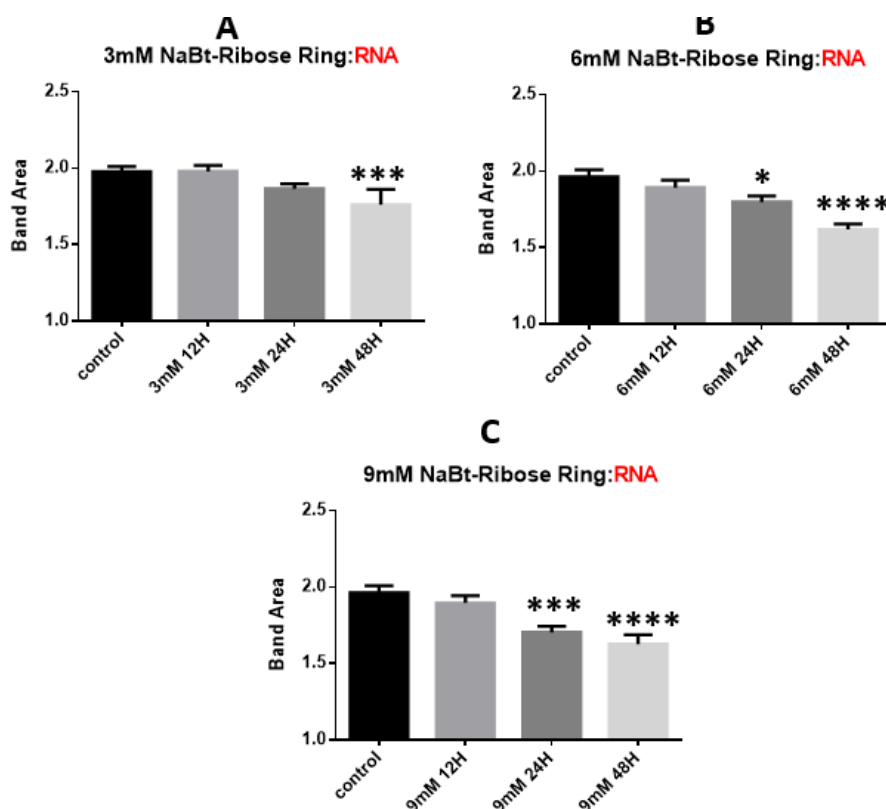 A
3mM NaBt-Ribose Ring:RNA
Band Area
2.5
2.0
1.5
1.0
***
control
3mM 12H
3mM 24H
3mM 48H
B
6mM NaBt-Ribose Ring:RNA
Band Area
2.5
2.0
1.5
1.0
*
****
control
6mM 12H
6mM 24H
6mM 48H
C
9mM NaBt-Ribose Ring:RNA
Band Area
2.5
2.0
1.5
1.0
***
****
control
9mM 12H
9mM 24H
9mM 48H